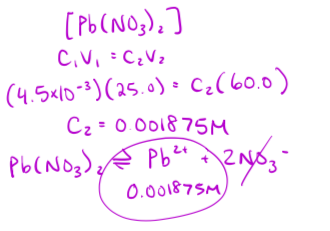 [Pb(NO₃)₂]
C₁V₁ = C₂V₂
(4.5x10⁻³)(25.0) = C₂(60.0)
C₂ = 0.001875M
Pb(NO₃)₂ ⇌ Pb²⁺ + 2NO₃⁻
0.001875M